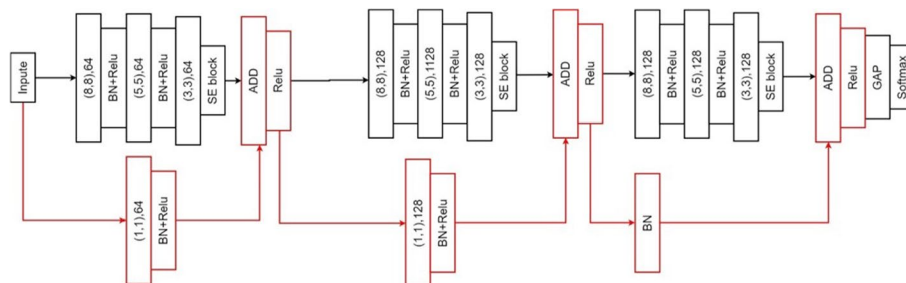 Inpute
(8,8),64
BN+Relu
(5,5),64
BN+Relu
(3,3),64
SE block
ADD
Relu
(8,8),128
BN+Relu
(5,5),1128
BN+Relu
(3,3),128
SE block
ADD
Relu
(8,8),128
BN+Relu
(5,5),128
BN+Relu
(3,3),128
SE block
ADD
Relu
GAP
Softmax
(1,1),64
BN+Relu
(1,1),128
BN+Relu
BN